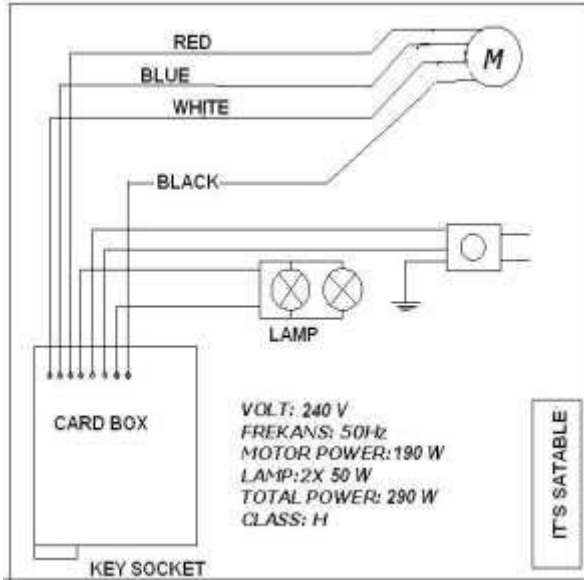 RED
BLUE
M
WHITE
BLACK
LAMP
CARD BOX
VOLT: 240 V
FREKANS: 50Hz
MOTOR POWER: 190 W
LAMP: 2X 50 W
TOTAL POWER: 290 W
CLASS: H
IT'S SATABLE
KEY SOCKET